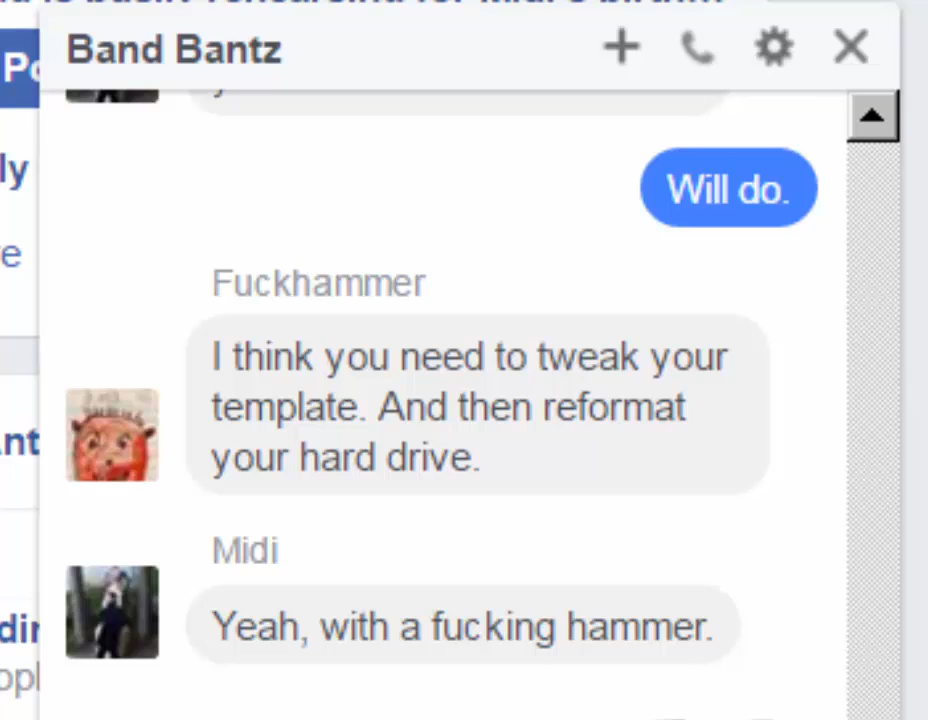 Band Bantz
Will do.
Fuckhammer
I think you need to tweak your
template. And then reformat
your hard drive.
Midi
Yeah, with a fucking hammer.